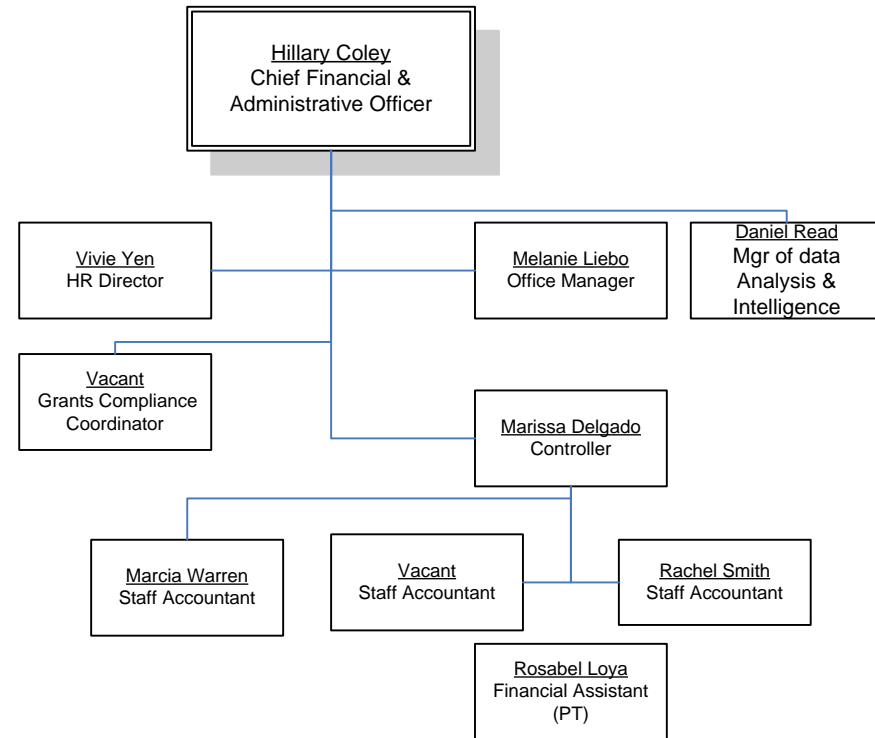 Hillary Coley
Chief Financial &
Administrative Officer
Vivie Yen
HR Director
Melanie Liebo
Office Manager
Daniel Read
Mgr of data
Analysis &
Intelligence
Vacant
Grants Compliance
Coordinator
Marissa Delgado
Controller
Marcia Warren
Staff Accountant
Vacant
Staff Accountant
Rachel Smith
Staff Accountant
Rosabel Loya
Financial Assistant
(PT)